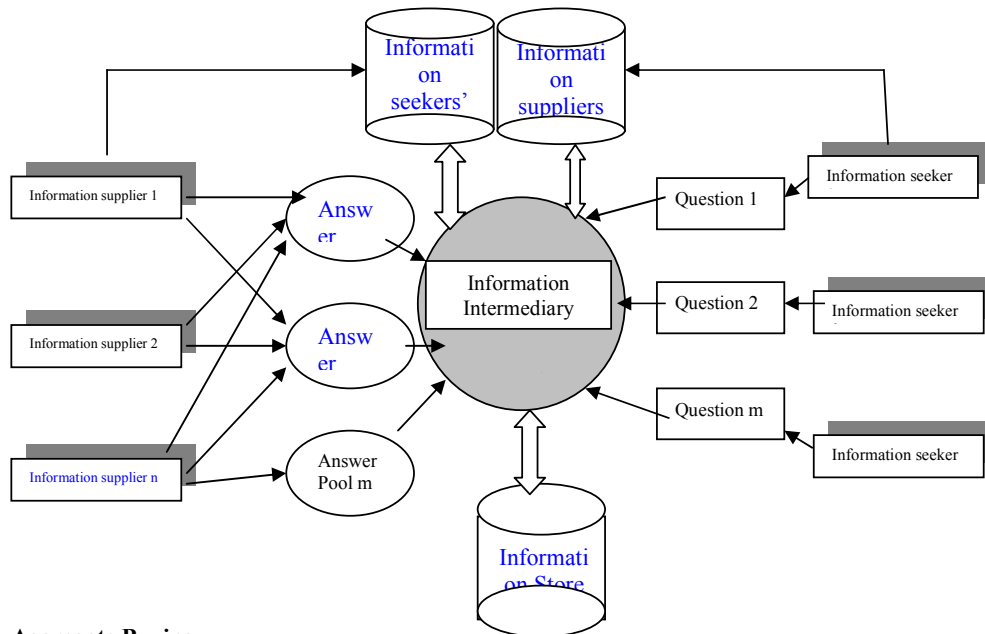 Informati
on
seekers'
Informati
on
suppliers
Information supplier 1
Answ
er
Question 1
Information seeker
Information
Intermediary
Information supplier 2
Answ
er
Question 2
Information seeker
Information supplier n
Answer
Pool m
Question m
Information seeker
Informati
on Store